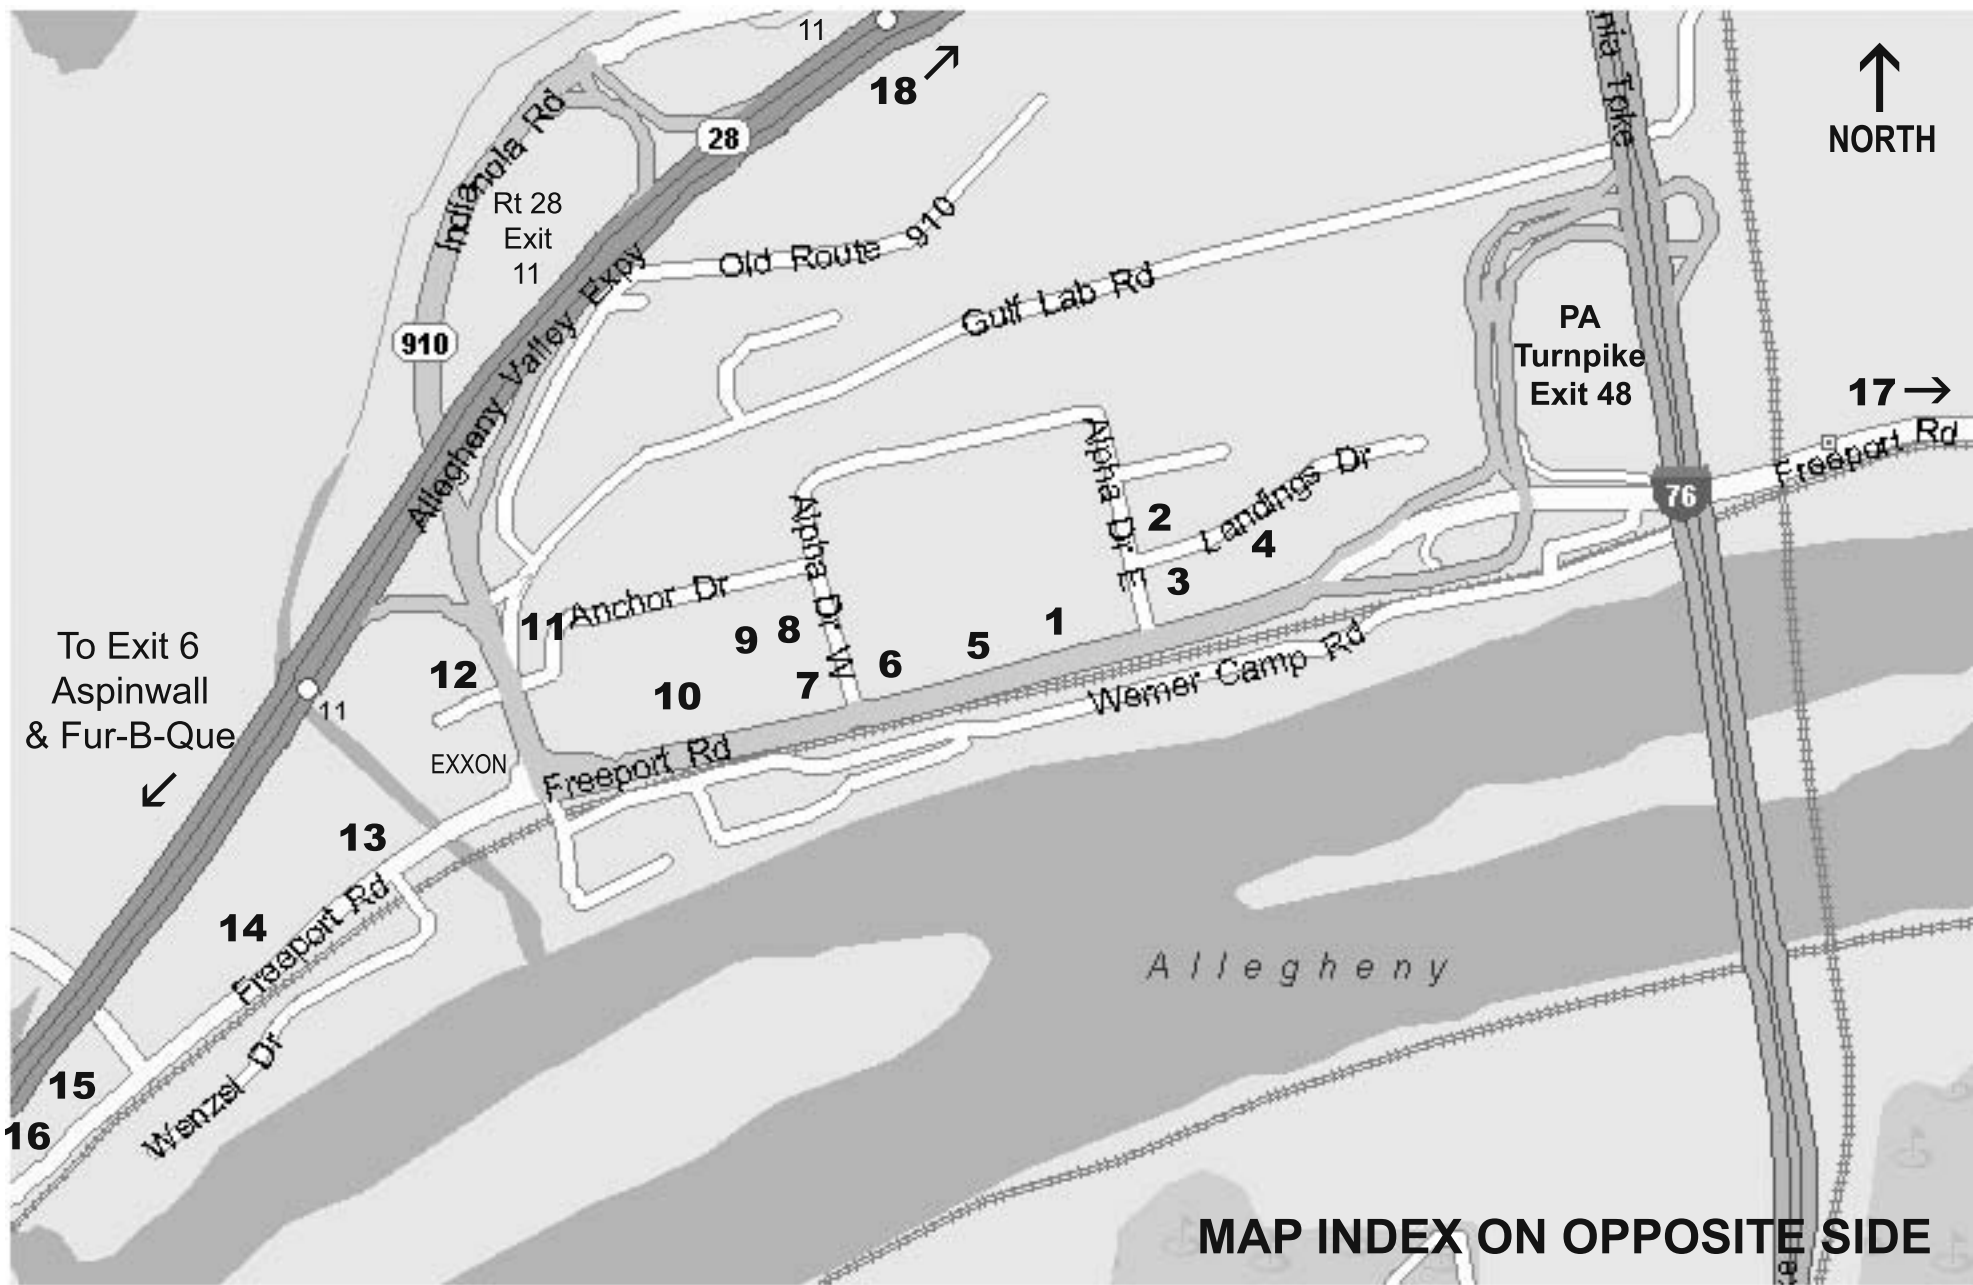 11
18
nia Tpke
NORTH
Indianola Rd
28
Rt 28
Exit
11
Old Route 910
Allegheny Valley Expy
Gulf Lab Rd
910
PA
Turnpike
Exit 48
17
Freeport Rd
76
Alpha Dr E
2
Landings Dr
4
3
Alpha Dr W
Anchor Dr
11
9
8
1
5
6
7
10
12
To Exit 6
Aspinwall
& Fur-B-Que
11
EXXON
Freeport Rd
Werner Camp Rd
13
14
Freeport Rd
Allegheny
15
16
Wenzel Dr
MAP INDEX ON OPPOSITE SIDE